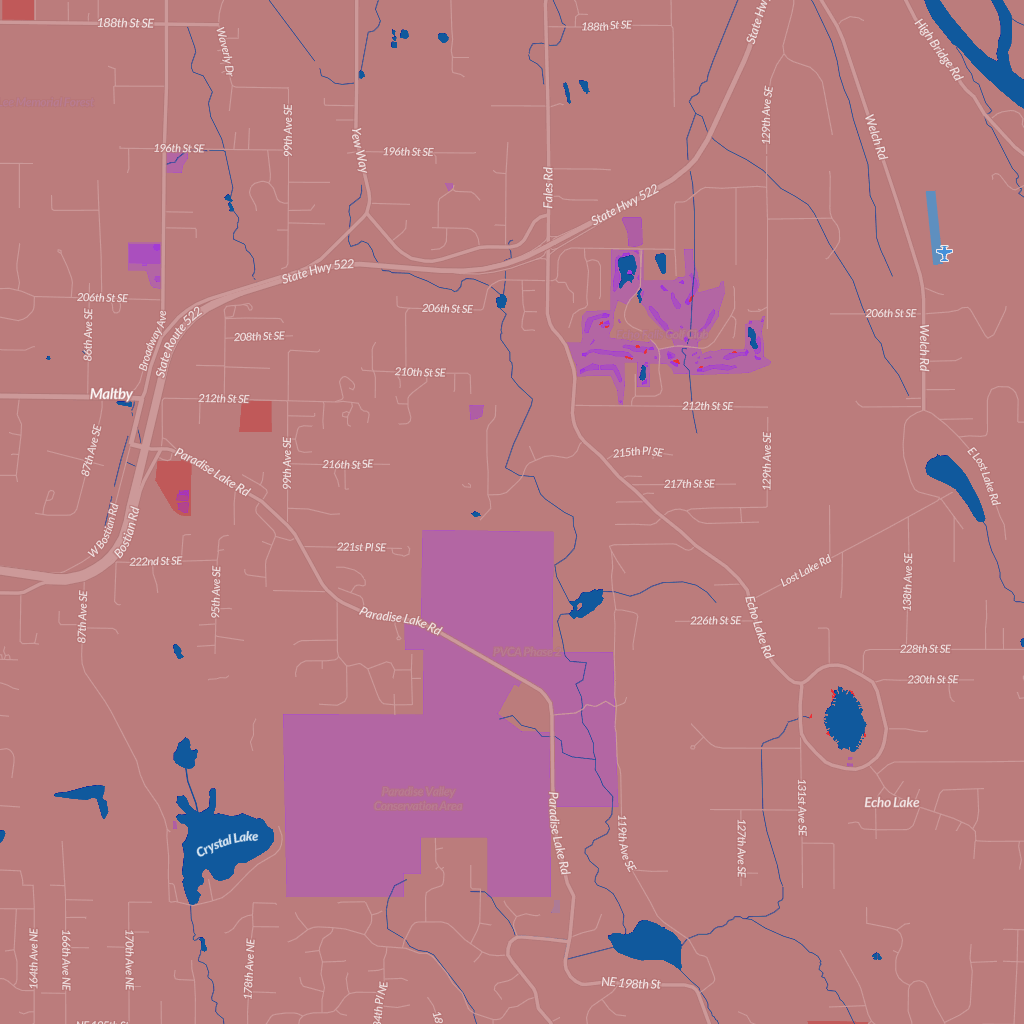 188th St SE
188th St SE
State Hwy
High Bridge Rd
Waverly Dr
99th Ave SE
Yew Way
129th Ave SE
Welch Rd
196th St SE
196th St SE
Fales Rd
State Hwy 522
State Hwy 522
206th St SE
206th St SE
206th St SE
86th Ave SE
Broadway Ave
State Route 522
208th St SE
Welch Rd
210th St SE
Maltby
212th St SE
212th St SE
87th Ave SE
Paradise Lake Rd
99th Ave SE
216th St SE
215th Pl SE
129th Ave SE
217th St SE
E Lost Lake Rd
W Bostian Rd
Bostian Rd
222nd St SE
221st Pl SE
95th Ave SE
87th Ave SE
Lost Lake Rd
138th Ave SE
Paradise Lake Rd
Echo Lake Rd
226th St SE
PVCA Phase
228th St SE
230th St SE
Paradise Valley
Conservation Area
Paradise Lake Rd
131st Ave SE
Echo Lake
Crystal Lake
119th Ave SE
127th Ave SE
164th Ave NE
166th Ave NE
170th Ave NE
178th Ave NE
84th Pl NE
NE 198th St
NE 195th St